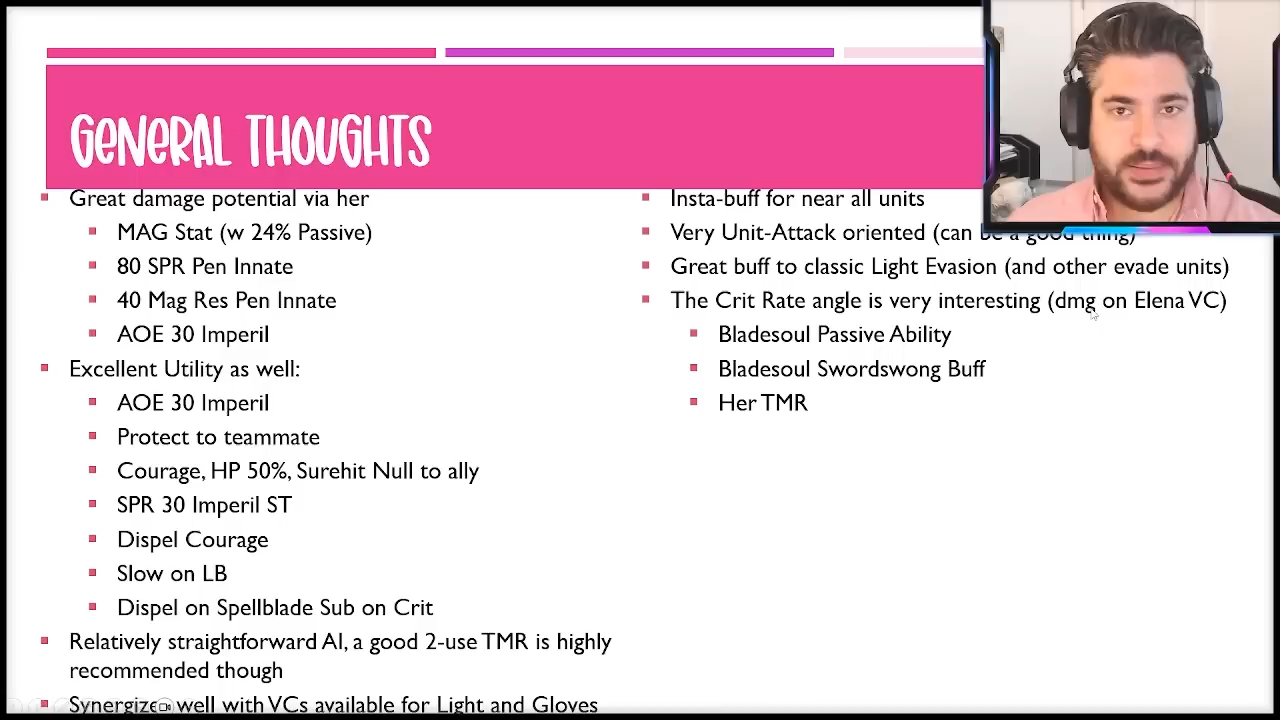 GENERAL THOUGHTS
Great damage potential via her
MAG Stat (w 24% Passive)
80 SPR Pen Innate
40 Mag Res Pen Innate
AOE 30 Imperil
Excellent Utility as well:
AOE 30 Imperil
Protect to teammate
Courage, HP 50%, Surehit Null to ally
SPR 30 Imperil ST
Dispel Courage
Slow on LB
Dispel on Spellblade Sub on Crit
Relatively straightforward AI, a good 2-use TMR is highly
recommended though
Synergizes well with VCs available for Light and Gloves
Insta-buff for near all units
Very Unit-Attack oriented (can be a good thing)
Great buff to classic Light Evasion (and other evade units)
The Crit Rate angle is very interesting (dmg on Elena VC)
Bladesoul Passive Ability
Bladesoul Swordswong Buff
Her TMR